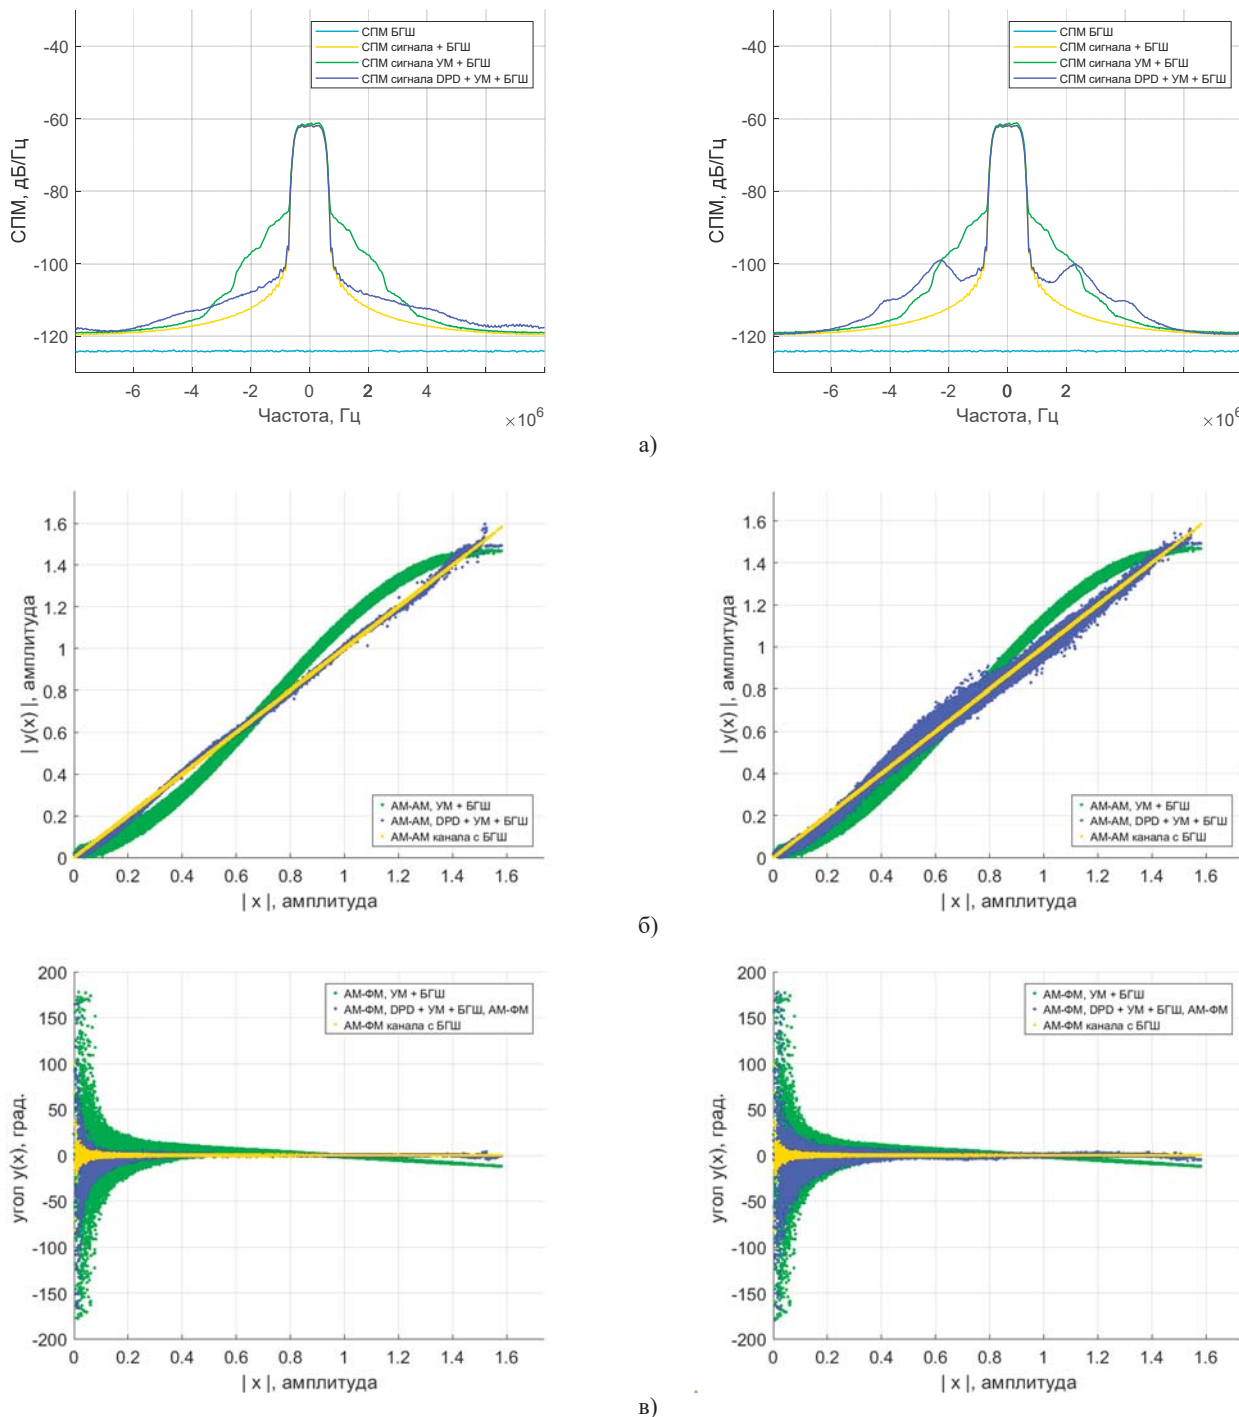 -40
-60
-80
-100
-120
СПМ, дБ/Гц
СПМ БГШ
СПМ сигнала + БГШ
СПМ сигнала УМ + БГШ
СПМ сигнала DPD + УМ + БГШ
-6 -2 0 2 4
Частота, Гц
×10⁶
-40
-60
-80
-100
-120
СПМ, дБ/Гц
СПМ БГШ
СПМ сигнала + БГШ
СПМ сигнала УМ + БГШ
СПМ сигнала DPD + УМ + БГШ
-6 -4 -2 0 2
Частота, Гц
×10⁶
а)
1.6
1.4
1.2
1
0.8
0.6
0.4
0.2
0
| y(x) |, амплитуда
АМ-АМ, УМ + БГШ
АМ-АМ, DPD + УМ + БГШ
АМ-АМ канала с БГШ
0 0.2 0.4 0.6 0.8 1 1.2 1.4 1.6
| x |, амплитуда
1.6
1.4
1.2
1
0.8
0.6
0.4
0.2
0
| y(x) |, амплитуда
АМ-АМ, УМ + БГШ
АМ-АМ, DPD + УМ + БГШ
АМ-АМ канала с БГШ
0 0.2 0.4 0.6 0.8 1 1.2 1.4 1.6
| x |, амплитуда
б)
200
150
100
50
0
-50
-100
-150
-200
угол y(x), град.
АМ-ФМ, УМ + БГШ
АМ-ФМ, DPD + УМ + БГШ, АМ-ФМ
АМ-ФМ канала с БГШ
0 0.2 0.4 0.6 0.8 1 1.2 1.4 1.6
| x |, амплитуда
200
150
100
50
0
-50
-100
-150
-200
угол y(x), град.
АМ-ФМ, УМ + БГШ
АМ-ФМ, DPD + УМ + БГШ, АМ-ФМ
АМ-ФМ канала с БГШ
0 0.2 0.4 0.6 0.8 1 1.2 1.4 1.6
| x |, амплитуда
в)